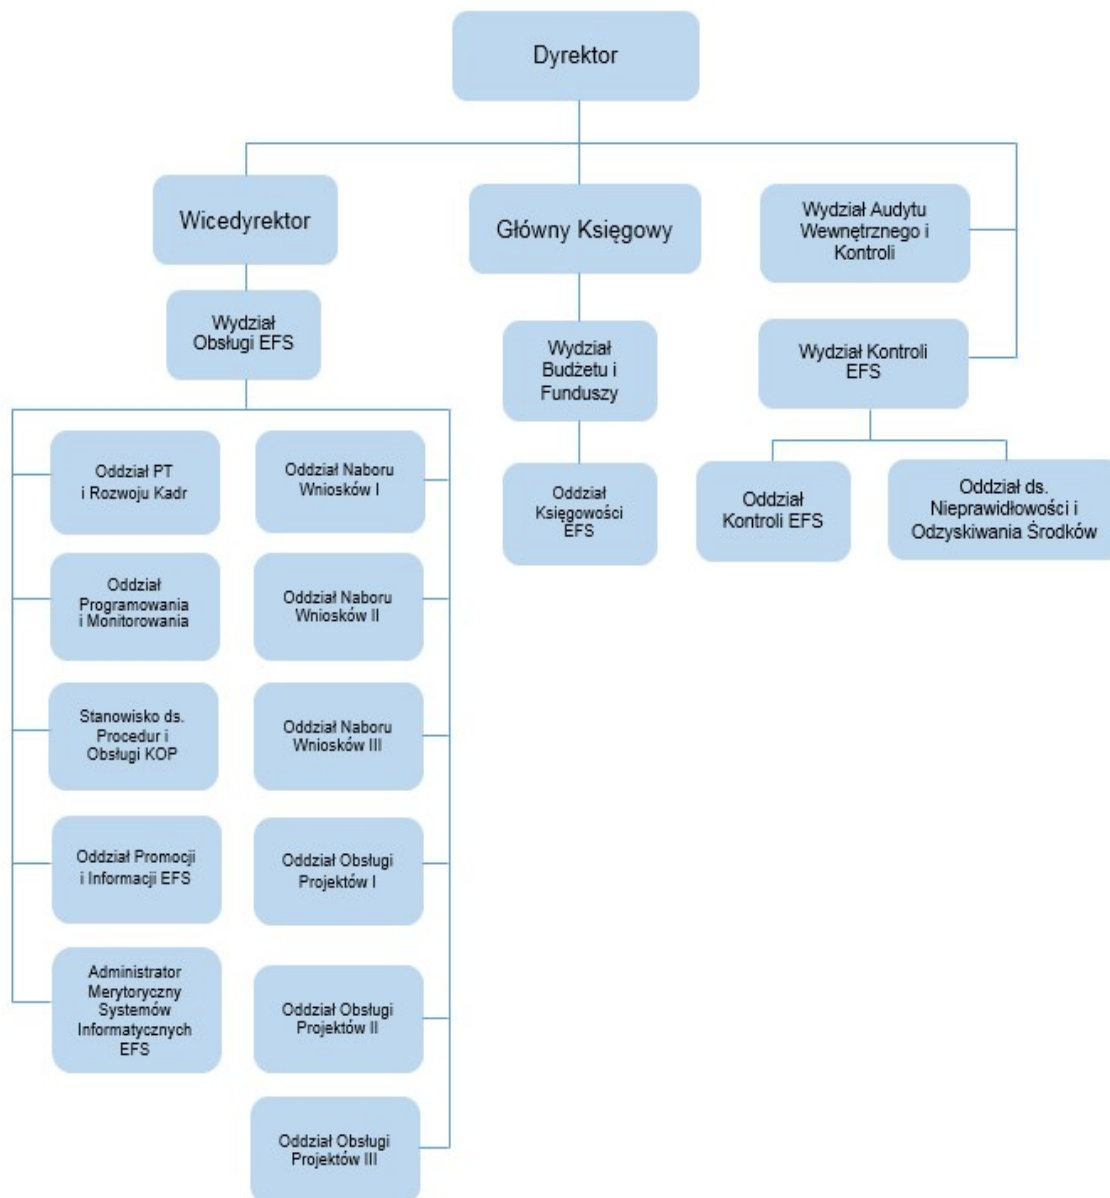 Dyrektor
Wicedyrektor
Główny Księgowy
Wydział Audytu
Wewnętrznego i
Kontroli
Wydział
Obsługi EFS
Wydział
Budżetu i
Funduszy
Wydział Kontroli
EFS
Oddział PT
i Rozwoju Kadr
Oddział Naboru
Wniosków I
Oddział
Księgowości
EFS
Oddział
Kontroli EFS
Oddział ds.
Nieprawidłowości i
Odzyskiwania Środków
Oddział
Programowania
i Monitorowania
Oddział Naboru
Wniosków II
Stanowisko ds.
Procedur i
Obsługi KOP
Oddział Naboru
Wniosków III
Oddział Promocji
i Informacji EFS
Oddział Obsługi
Projektów I
Administrator
Merytoryczny
Systemów
Informatycznych
EFS
Oddział Obsługi
Projektów II
Oddział Obsługi
Projektów III